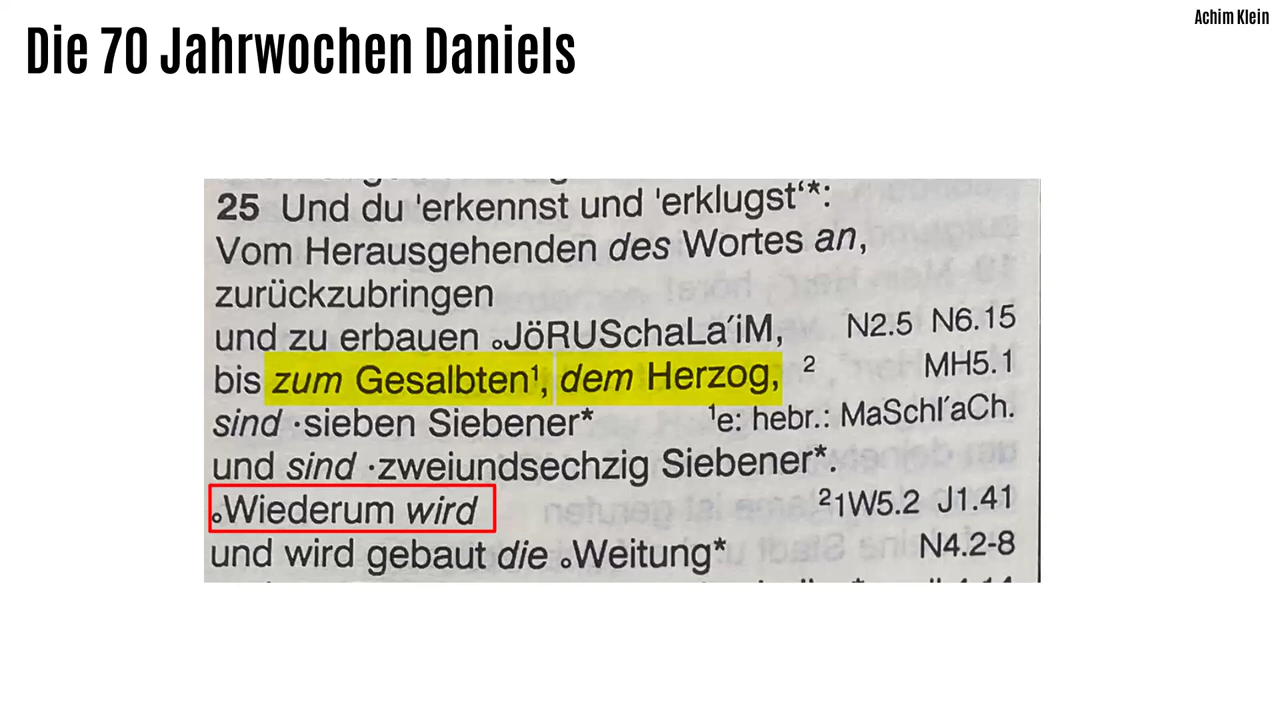 Achim Klein
Die 70 Jahrwochen Daniels
25 Und du 'erkennst und 'erklugst'*:
Vom Herausgehenden des Wortes an,
zurückzubringen
und zu erbauen ₀JöRUSchaLa´iM, N2.5 N6.15
bis zum Gesalbten¹, dem Herzog, ² MH5.1
sind ·sieben Siebener* ¹e: hebr.: MaSchI´aCh.
und sind ·zweiundsechzig Siebener*.
₀Wiederum wird ²1W5.2 J1.41
und wird gebaut die ₀Weitung* N4.2-8